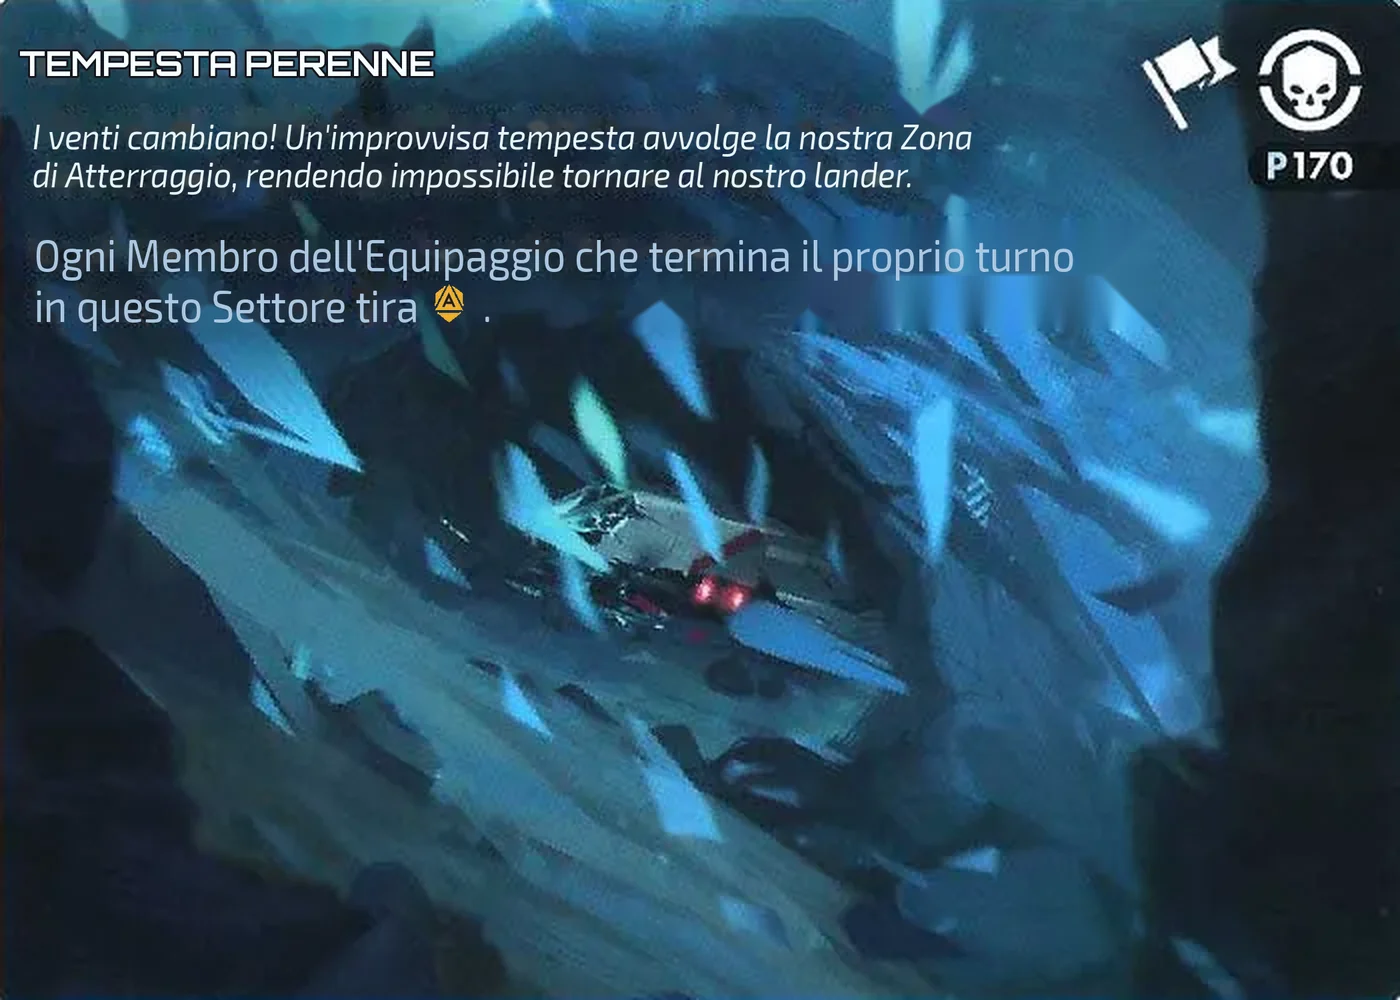 TEMPESTA PERENNE
P170
I venti cambiano! Un'improvvisa tempesta avvolge la nostra Zona
di Atterraggio, rendendo impossibile tornare al nostro lander.
Ogni Membro dell'Equipaggio che termina il proprio turno
in questo Settore tira A .